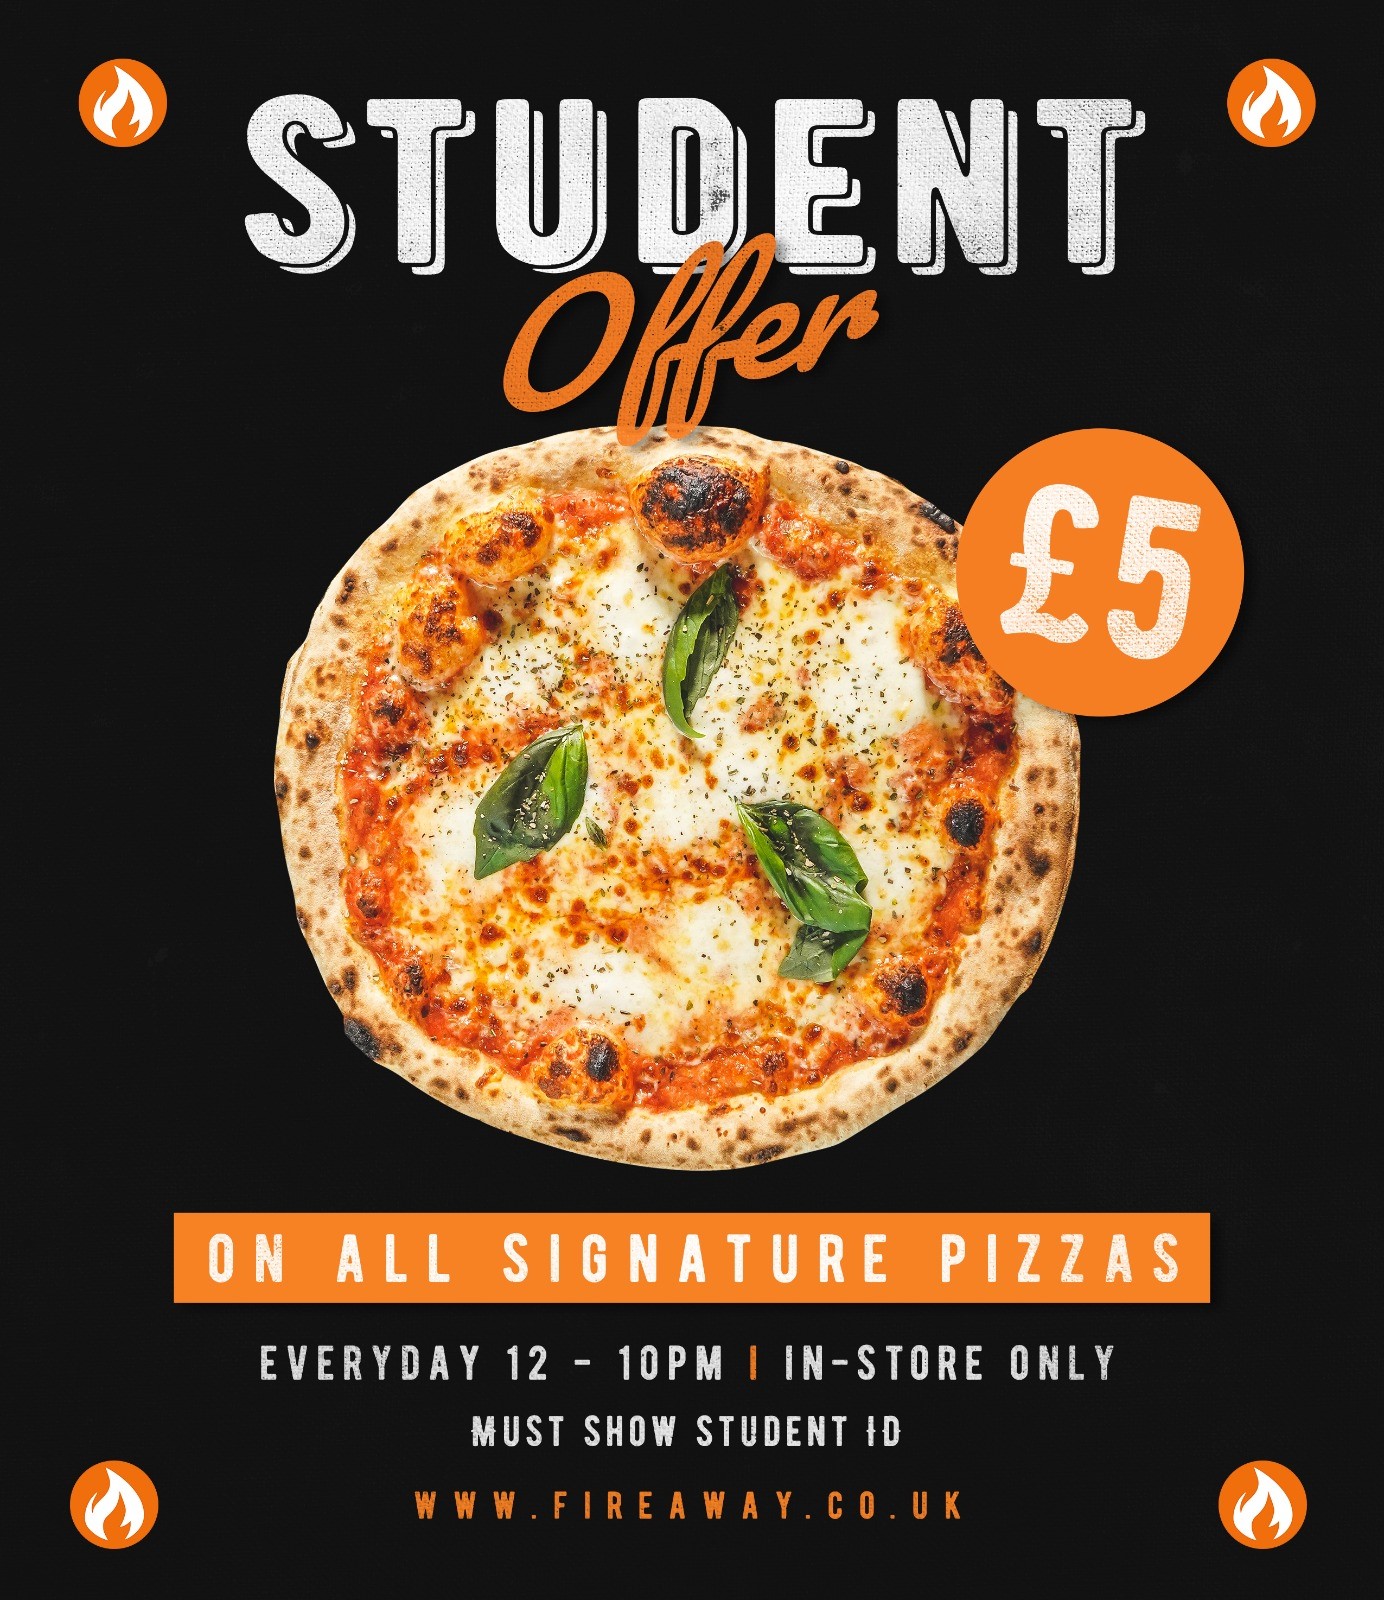 STUDENT
Offer
£5
ON ALL SIGNATURE PIZZAS
EVERYDAY 12 - 10PM | IN-STORE ONLY
MUST SHOW STUDENT ID
WWW.FIREAWAY.CO.UK